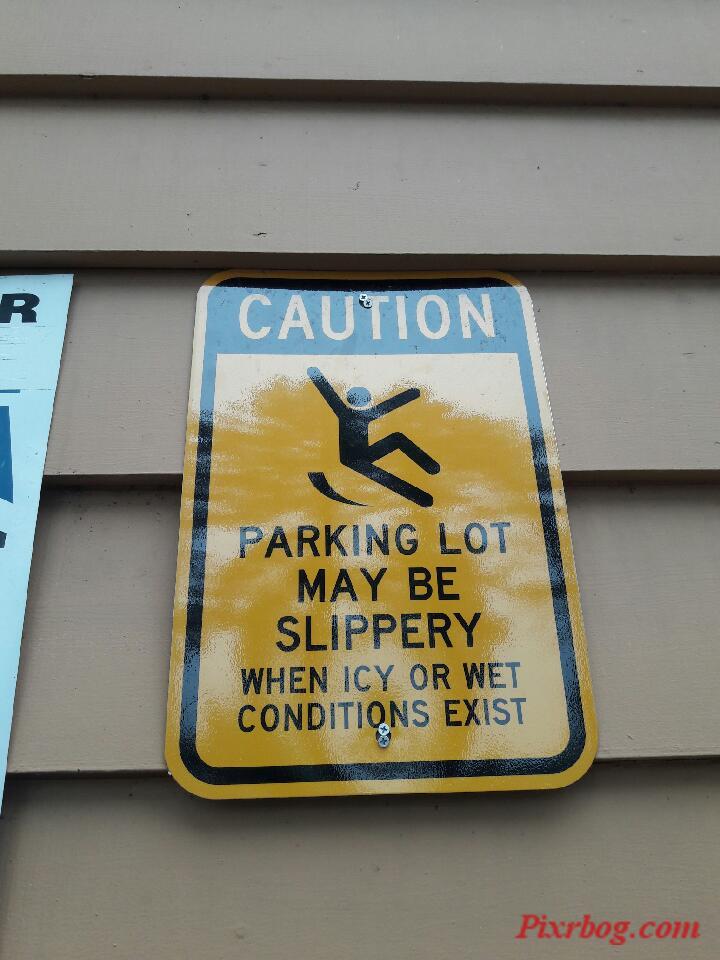 R
CAUTION
PARKING LOT
MAY BE
SLIPPERY
WHEN ICY OR WET
CONDITIONS EXIST
Pixrbog.com